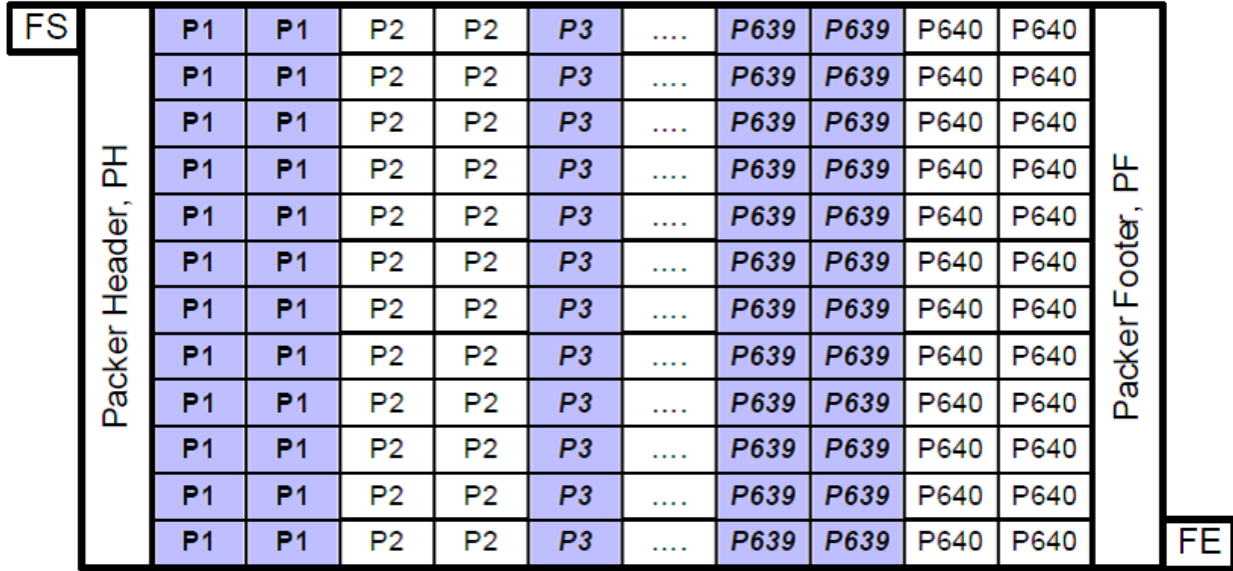 FS P1 P1 P2 P2 P3 .... P639 P639 P640 P640
P1 P1 P2 P2 P3 .... P639 P639 P640 P640
P1 P1 P2 P2 P3 .... P639 P639 P640 P640
P1 P1 P2 P2 P3 .... P639 P639 P640 P640
P1 P1 P2 P2 P3 .... P639 P639 P640 P640
P1 P1 P2 P2 P3 .... P639 P639 P640 P640
P1 P1 P2 P2 P3 .... P639 P639 P640 P640
P1 P1 P2 P2 P3 .... P639 P639 P640 P640
P1 P1 P2 P2 P3 .... P639 P639 P640 P640
P1 P1 P2 P2 P3 .... P639 P639 P640 P640
P1 P1 P2 P2 P3 .... P639 P639 P640 P640
P1 P1 P2 P2 P3 .... P639 P639 P640 P640 FE
Packer Header, PH
Packer Footer, PF